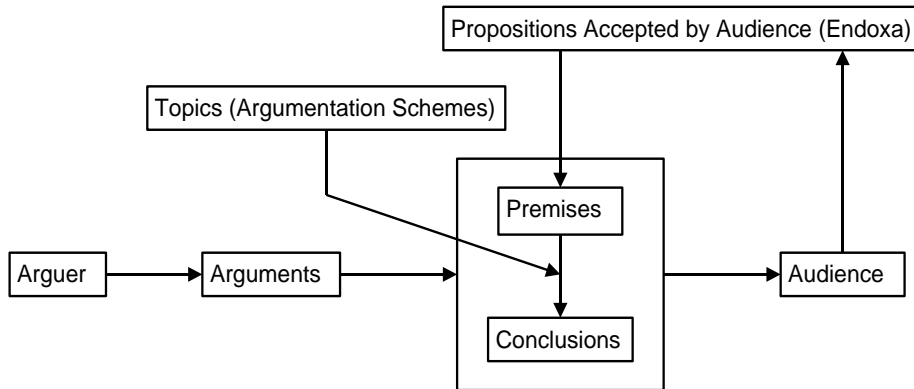 Propositions Accepted by Audience (Endoxa)
Topics (Argumentation Schemes)
Premises
Arguer
Arguments
Audience
Conclusions